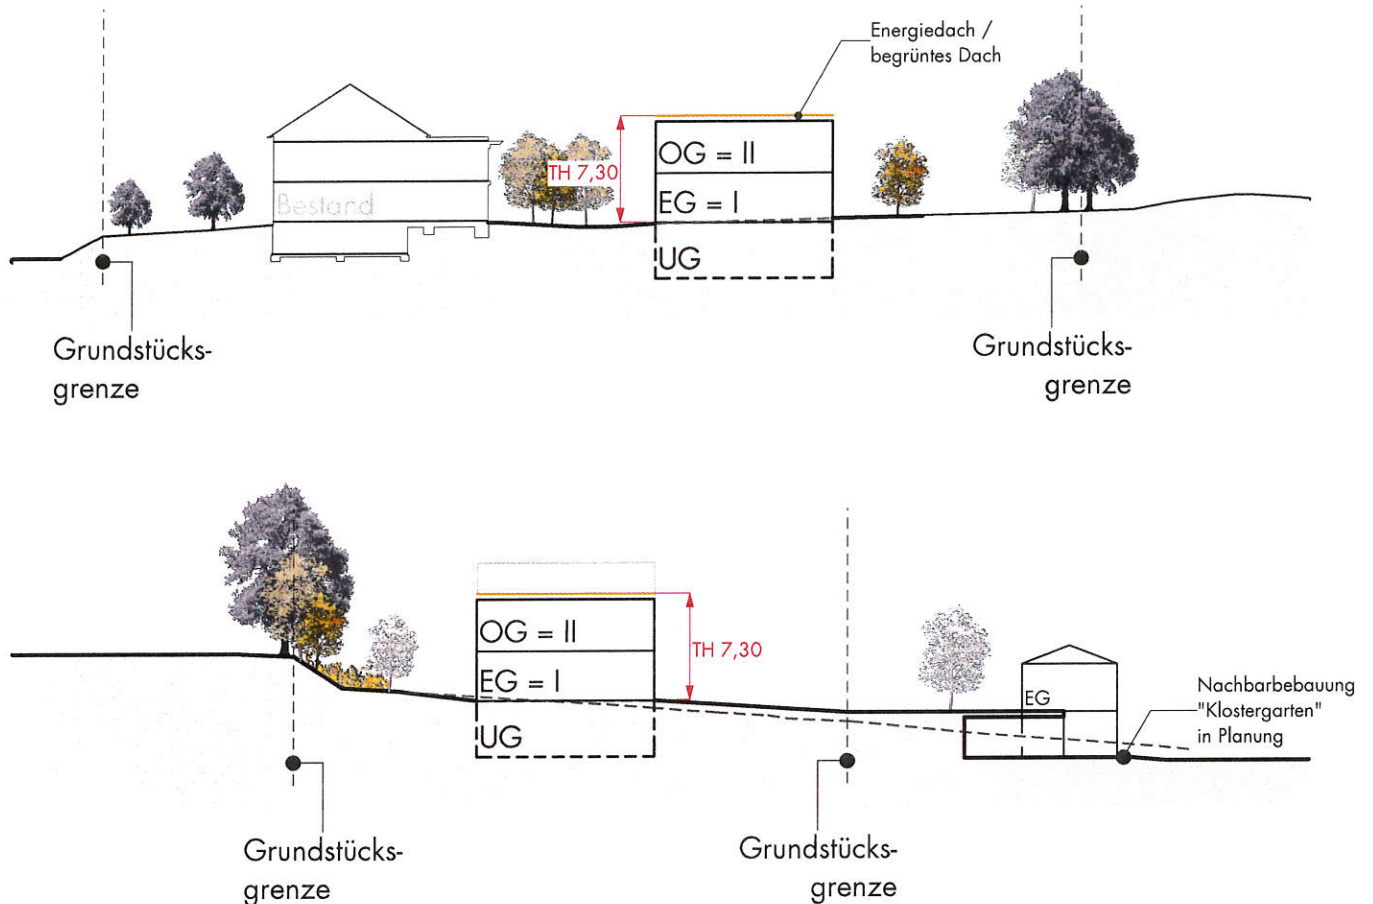 Energiedach /
begrüntes Dach
OG = II
TH 7,30
EG = I
Bestand
UG
Grundstücks-
grenze
Grundstücks-
grenze
OG = II
TH 7,30
EG = I
UG
EG
Nachbarbebauung
"Klostergarten"
in Planung
Grundstücks-
grenze
Grundstücks-
grenze